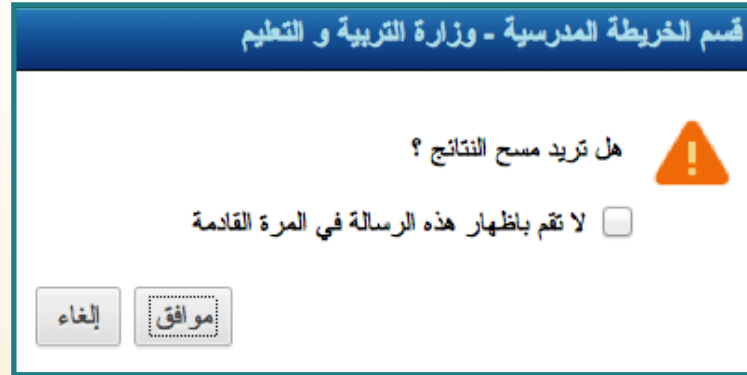 قسم الخريطة المدرسية - وزارة التربية و التعليم
هل تريد مسح النتائج ؟
لا تقم باظهار هذه الرسالة في المرة القادمة
موافق
إلغاء